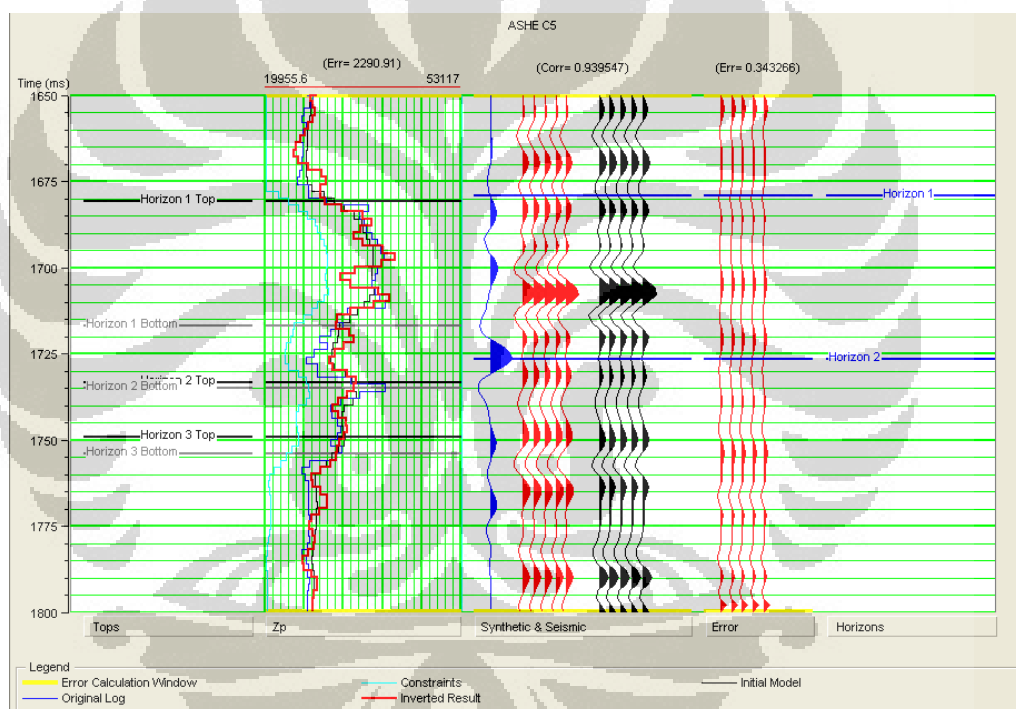 ASHE C5
(Err= 2290.91)
(Corr= 0.939547)
(Err= 0.343266)
19955.6 53117
Time (ms)
1650
1675
Horizon 1 Top
Horizon 1
1700
Horizon 1 Bottom
1725
Horizon 2
Horizon 2 Top
Horizon 2 Bottom
Horizon 3 Top
1750
Horizon 3 Bottom
1775
1800
Tops Zp Synthetic & Seismic Error Horizons
Legend
Error Calculation Window Constraints Initial Model
Original Log Inverted Result